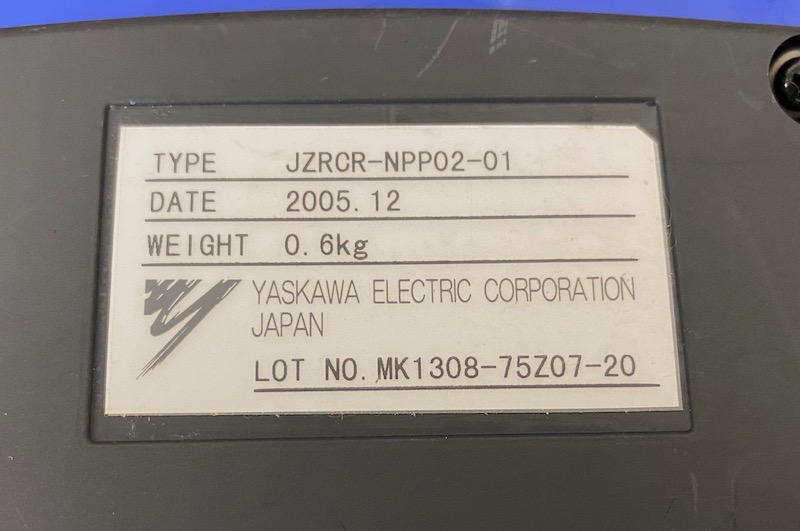 TYPE JZRCR-NPP02-01
DATE 2005.12
WEIGHT 0.6kg
YASKAWA ELECTRIC CORPORATION
JAPAN
LOT NO. MK1308-75Z07-20